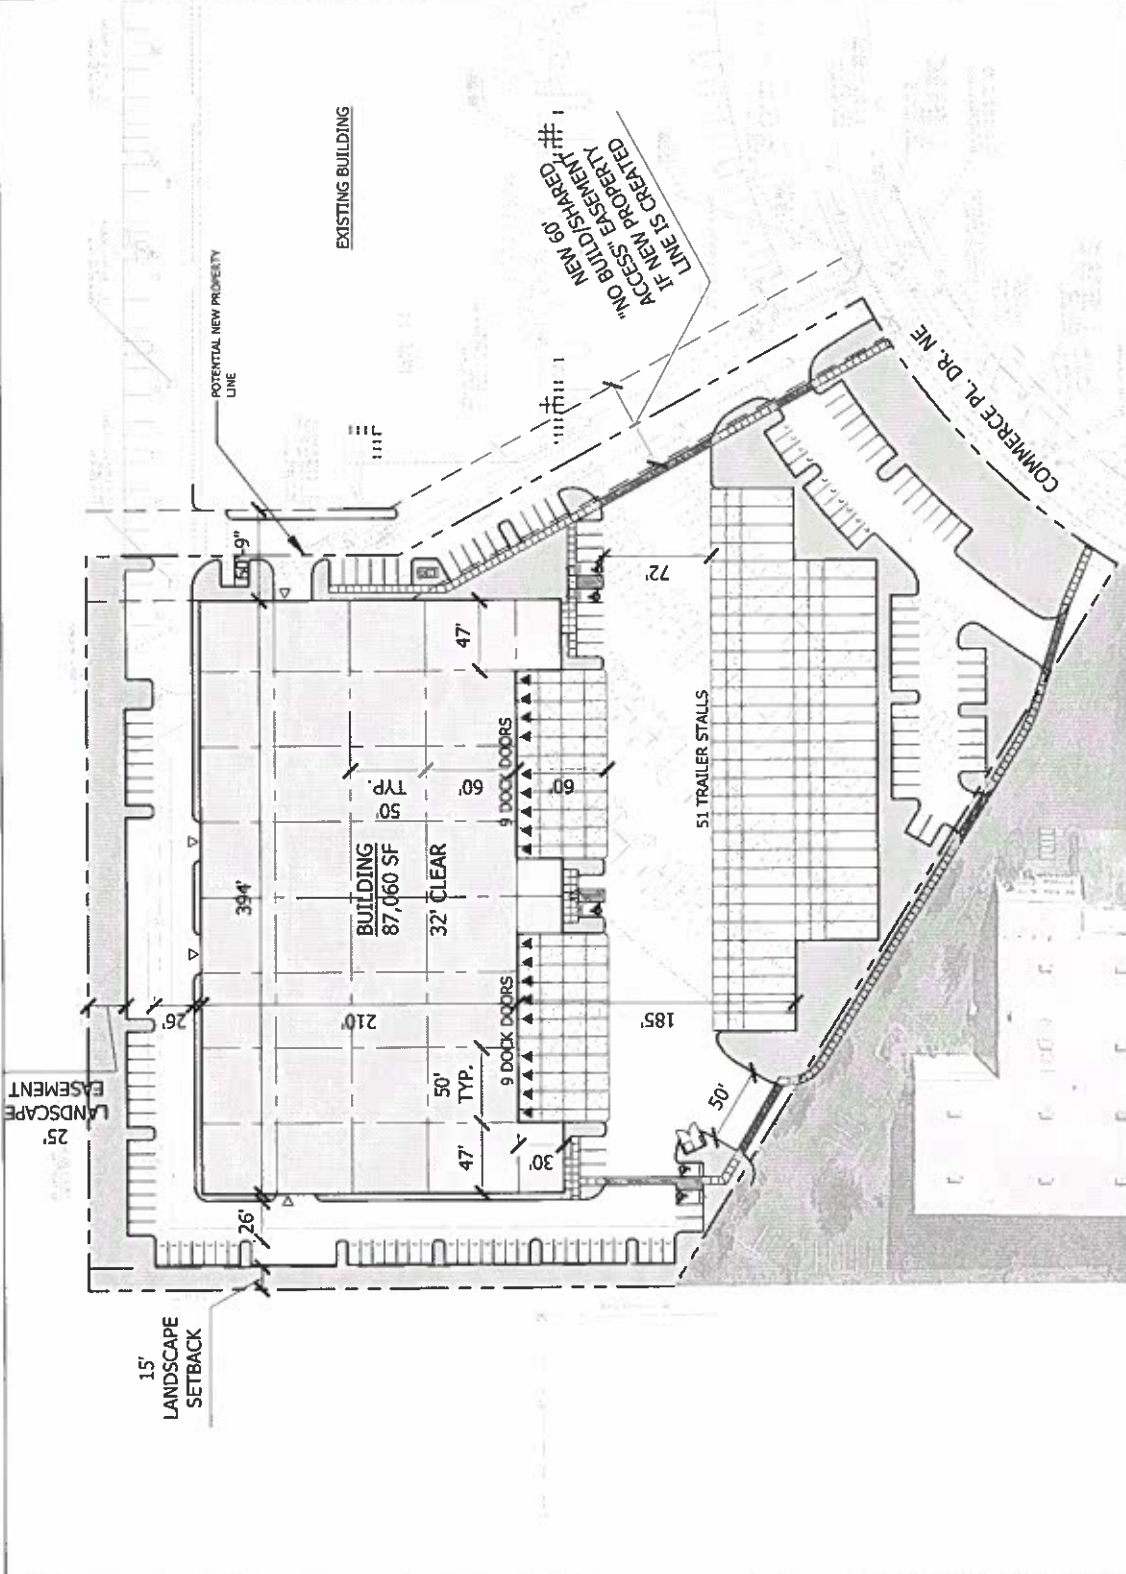 EXISTING BUILDING
POTENTIAL NEW PROPERTY
LINE
NEW 60'
"NO BUILD/SHARED
ACCESS" EASEMENT
IF NEW PROPERTY
LINE IS CREATED
COMMERCE PL. DR. NE
72'
47'
51 TRAILER STALLS
9 DOCK DOORS
60'
60'
50'
TYP.
BUILDING
87,060 SF
32' CLEAR
394'
26'
210'
9 DOCK DOORS
185'
50'
TYP.
50'
47'
30'
26'
25'
LANDSCAPE
EASEMENT
15'
LANDSCAPE
SETBACK